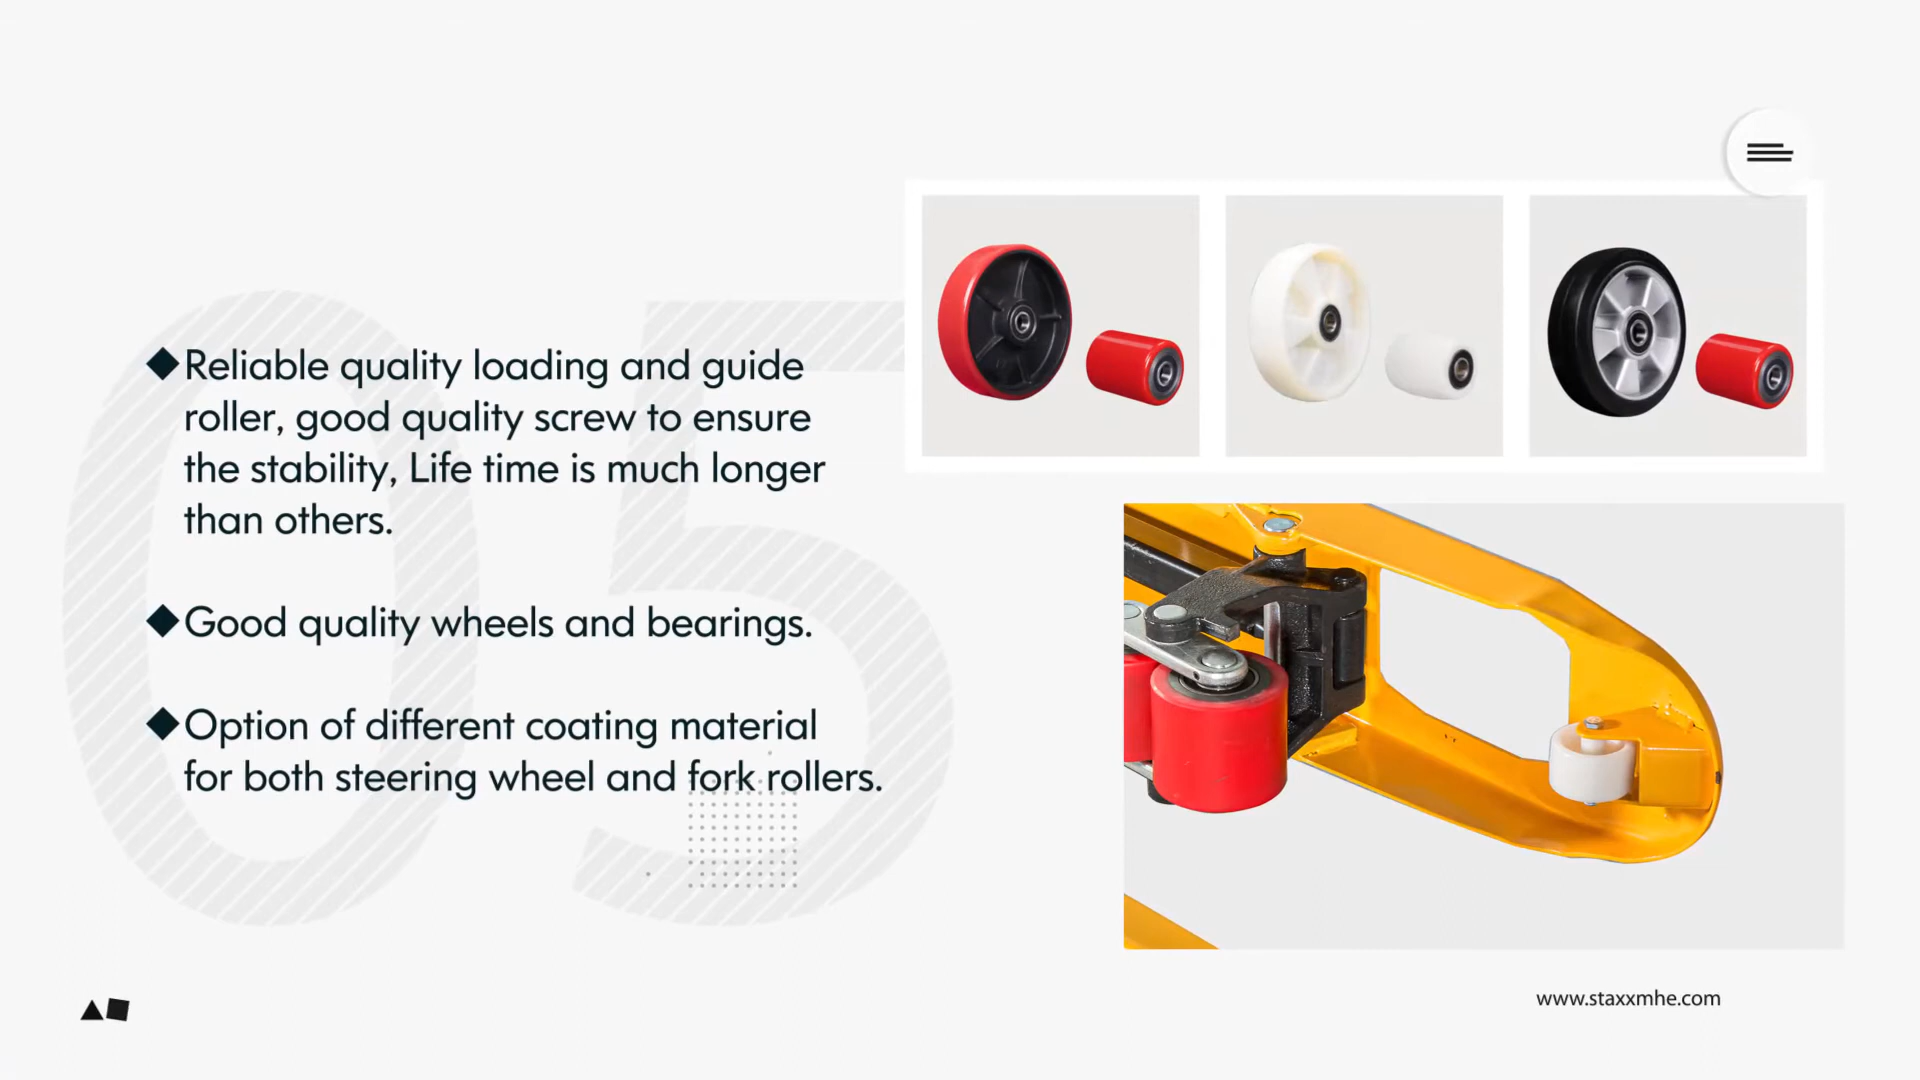 05
◆Reliable quality loading and guide
roller, good quality screw to ensure
the stability, Life time is much longer
than others.
◆Good quality wheels and bearings.
◆Option of different coating material
for both steering wheel and fork rollers.
www.staxxmhe.com